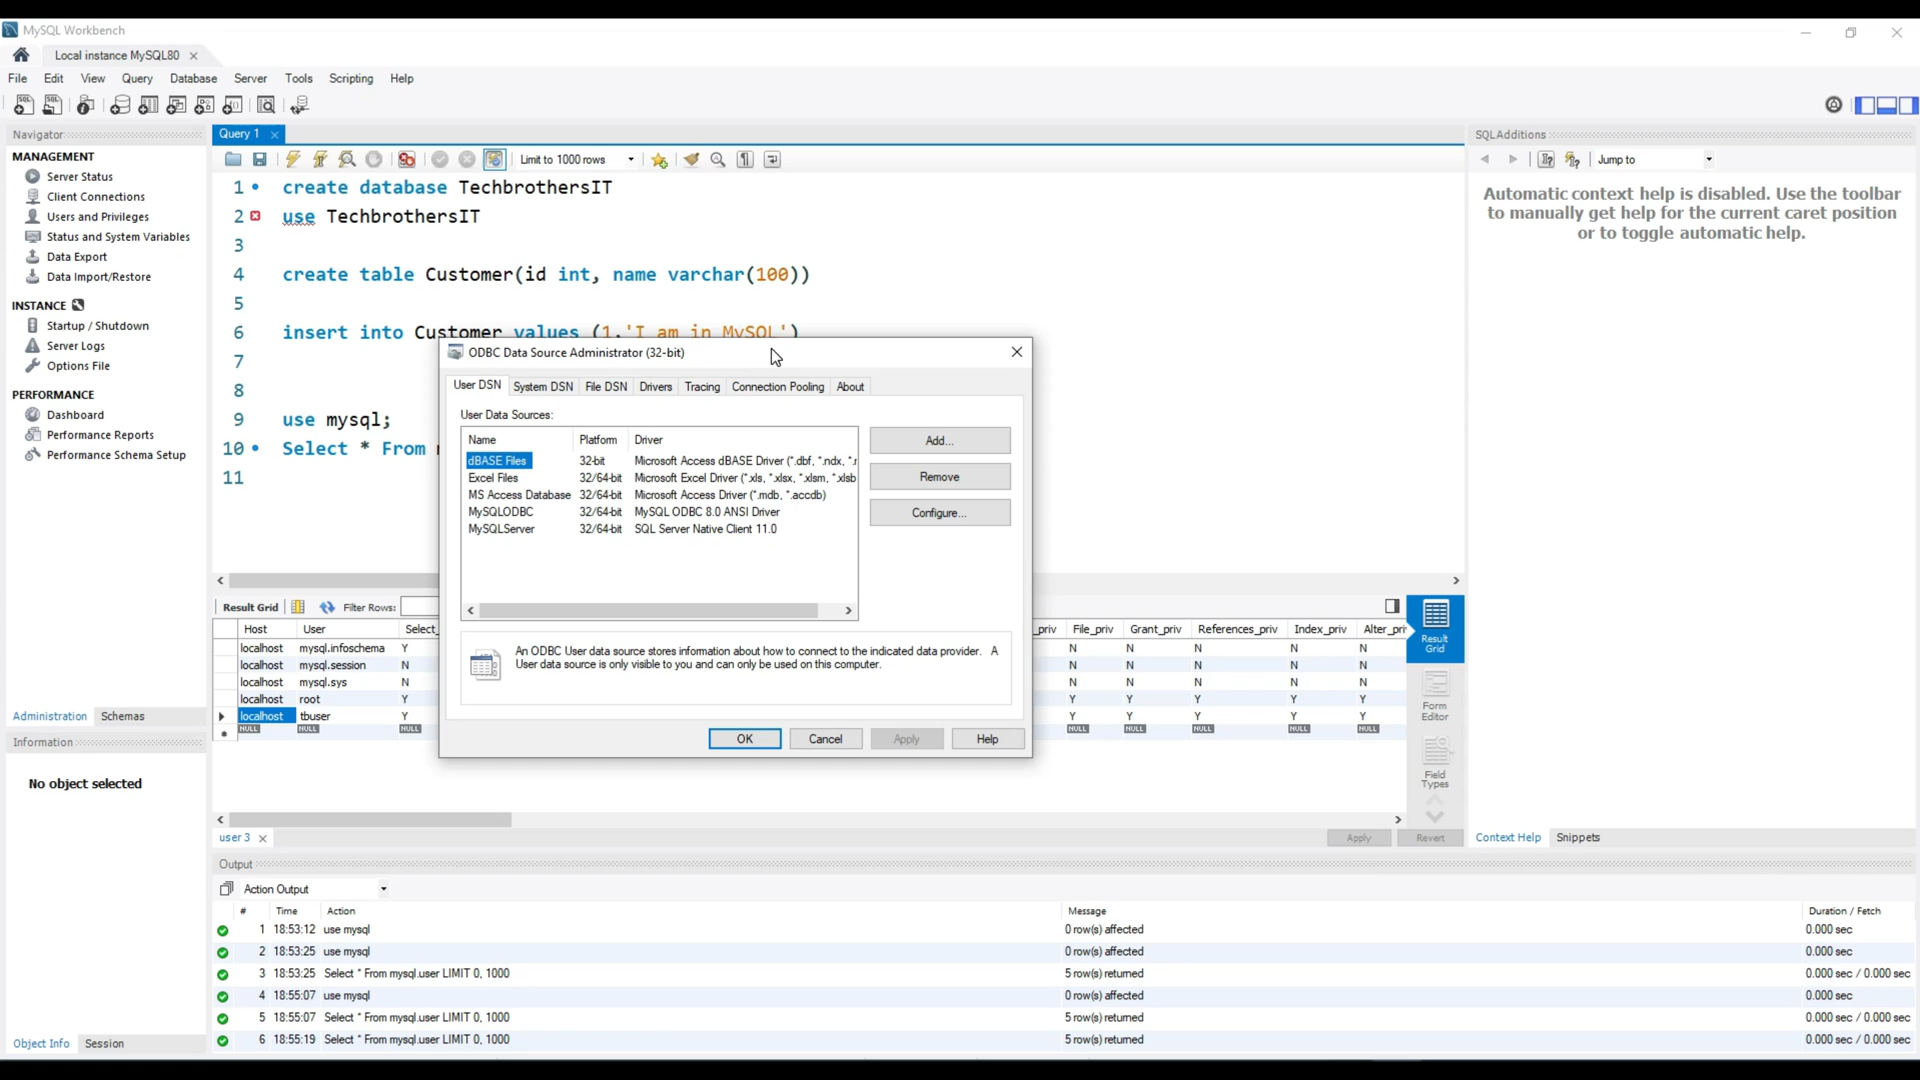 MySQL Workbench
Local instance MySQL80
File Edit View Query Database Server Tools Scripting Help
Navigator
MANAGEMENT
Server Status
Client Connections
Users and Privileges
Status and System Variables
Data Export
Data Import/Restore
INSTANCE
Startup / Shutdown
Server Logs
Options File
PERFORMANCE
Dashboard
Performance Reports
Performance Schema Setup
Administration Schemas
Information
No object selected
Object Info Session
Query 1
Limit to 1000 rows
1 create database TechbrothersIT
2 use TechbrothersIT
3
4 create table Customer(id int, name varchar(100))
5
6 insert into Customer values (1,'I am in MySQL')
7
8
9 use mysql;
10 Select * From
11
ODBC Data Source Administrator (32-bit)
User DSN System DSN File DSN Drivers Tracing Connection Pooling About
User Data Sources:
Name Platform Driver
dBASE Files 32-bit Microsoft Access dBASE Driver (*.dbf, *.ndx, *.
Excel Files 32/64-bit Microsoft Excel Driver (*.xls, *.xlsx, *.xlsm, *.xlsb
MS Access Database 32/64-bit Microsoft Access Driver (*.mdb, *.accdb)
MySQLODBC 32/64-bit MySQL ODBC 8.0 ANSI Driver
MySQLServer 32/64-bit SQL Server Native Client 11.0
Add...
Remove
Configure...
An ODBC User data source stores information about how to connect to the indicated data provider. A
User data source is only visible to you and can only be used on this computer.
OK Cancel Apply Help
Result Grid Filter Rows:
Host User Select_ _priv File_priv Grant_priv References_priv Index_priv Alter_pri
localhost mysql.infoschema Y N N N N N
localhost mysql.session N N N N N N
localhost mysql.sys N N N N N N
localhost root Y Y Y Y Y Y
localhost tbuser Y Y Y Y Y Y
NULL NULL NULL NULL NULL NULL NULL NULL
Result
Grid
Form
Editor
Field
Types
user 3
Apply Revert
SQLAdditions
Jump to
Automatic context help is disabled. Use the toolbar
to manually get help for the current caret position
or to toggle automatic help.
Context Help Snippets
Output
Action Output
# Time Action Message Duration / Fetch
1 18:53:12 use mysql 0 row(s) affected 0.000 sec
2 18:53:25 use mysql 0 row(s) affected 0.000 sec
3 18:53:25 Select * From mysql.user LIMIT 0, 1000 5 row(s) returned 0.000 sec / 0.000 sec
4 18:55:07 use mysql 0 row(s) affected 0.000 sec
5 18:55:07 Select * From mysql.user LIMIT 0, 1000 5 row(s) returned 0.000 sec / 0.000 sec
6 18:55:19 Select * From mysql.user LIMIT 0, 1000 5 row(s) returned 0.000 sec / 0.000 sec